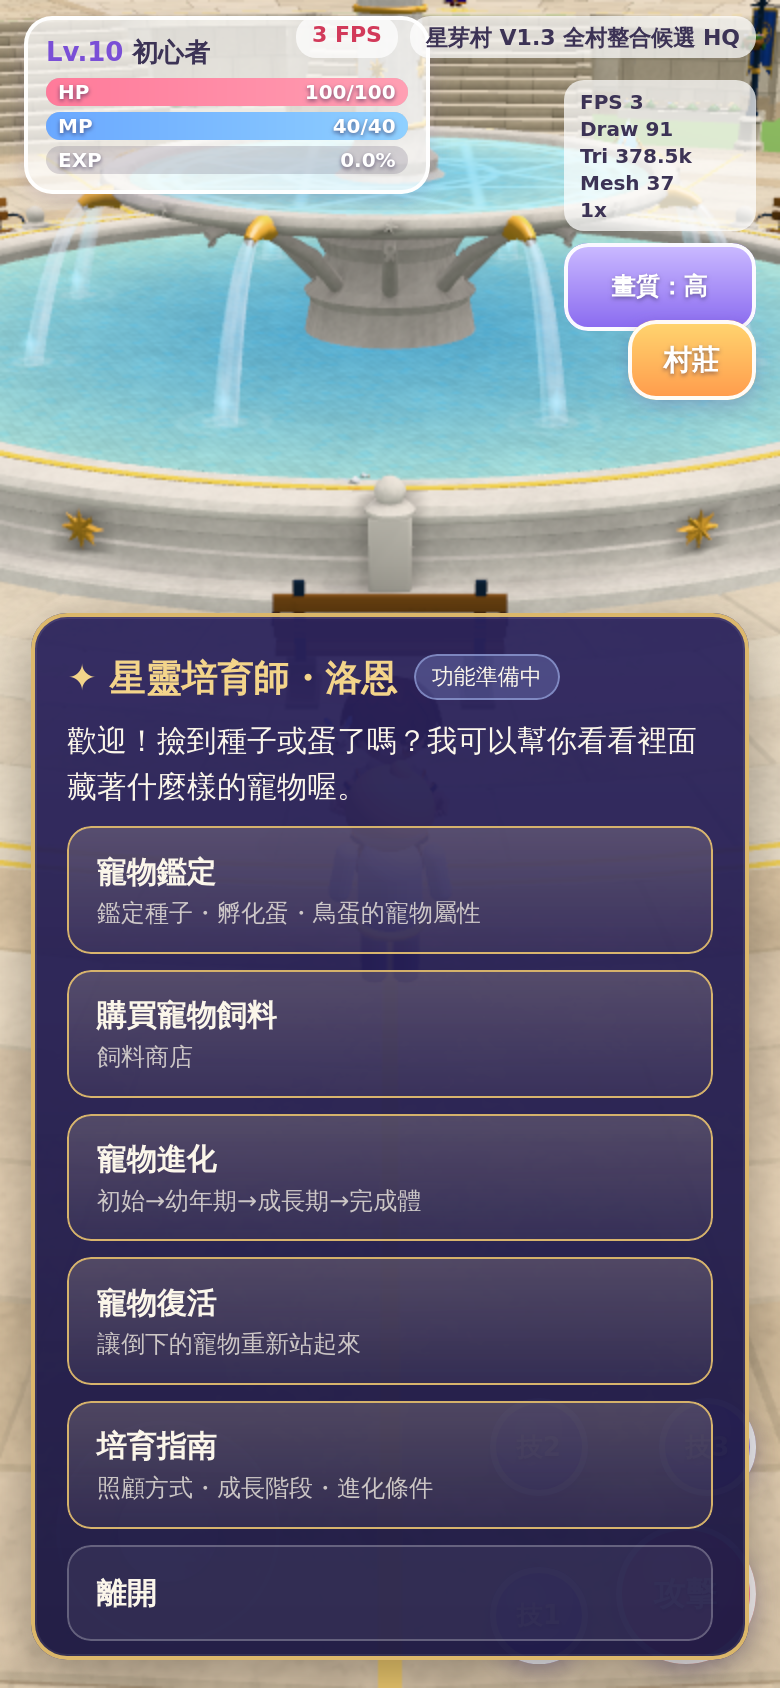 Lv.10 初心者
3 FPS
星芽村 V1.3 全村整合候選 HQ
HP 100/100
MP 40/40
EXP 0.0%
FPS 3
Draw 91
Tri 378.5k
Mesh 37
1x
畫質：高
村莊
✦ 星靈培育師・洛恩 功能準備中
歡迎！撿到種子或蛋了嗎？我可以幫你看看裡面
藏著什麼樣的寵物喔。
寵物鑑定
鑑定種子・孵化蛋・鳥蛋的寵物屬性
購買寵物飼料
飼料商店
寵物進化
初始→幼年期→成長期→完成體
寵物復活
讓倒下的寵物重新站起來
技2
技3
培育指南
照顧方式・成長階段・進化條件
離開
攻擊
技1